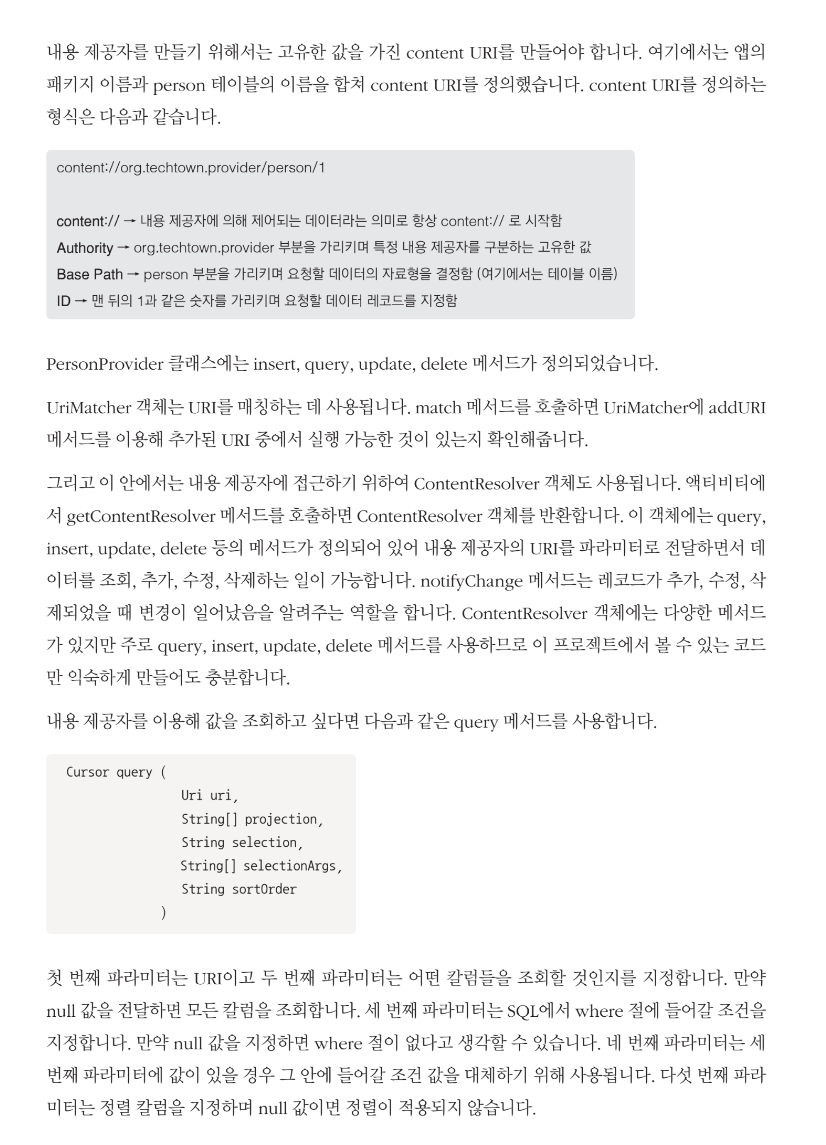 내용 제공자를 만들기 위해서는 고유한 값을 가진 content URI를 만들어야 합니다. 여기에서는 앱의
패키지 이름과 person 테이블의 이름을 합쳐 content URI를 정의했습니다. content URI를 정의하는
형식은 다음과 같습니다.
content://org.techtown.provider/person/1
content:// → 내용 제공자에 의해 제어되는 데이터라는 의미로 항상 content:// 로 시작함
Authority → org.techtown.provider 부분을 가리키며 특정 내용 제공자를 구분하는 고유한 값
Base Path → person 부분을 가리키며 요청할 데이터의 자료형을 결정함 (여기에서는 테이블 이름)
ID → 맨 뒤의 1과 같은 숫자를 가리키며 요청할 데이터 레코드를 지정함
PersonProvider 클래스에는 insert, query, update, delete 메서드가 정의되었습니다.
UriMatcher 객체는 URI를 매칭하는 데 사용됩니다. match 메서드를 호출하면 UriMatcher에 addURI
메서드를 이용해 추가된 URI 중에서 실행 가능한 것이 있는지 확인해줍니다.
그리고 이 안에서는 내용 제공자에 접근하기 위하여 ContentResolver 객체도 사용됩니다. 액티비티에
서 getContentResolver 메서드를 호출하면 ContentResolver 객체를 반환합니다. 이 객체에는 query,
insert, update, delete 등의 메서드가 정의되어 있어 내용 제공자의 URI를 파라미터로 전달하면서 데
이터를 조회, 추가, 수정, 삭제하는 일이 가능합니다. notifyChange 메서드는 레코드가 추가, 수정, 삭
제되었을 때 변경이 일어났음을 알려주는 역할을 합니다. ContentResolver 객체에는 다양한 메서드
가 있지만 주로 query, insert, update, delete 메서드를 사용하므로 이 프로젝트에서 볼 수 있는 코드
만 익숙하게 만들어도 충분합니다.
내용 제공자를 이용해 값을 조회하고 싶다면 다음과 같은 query 메서드를 사용합니다.
Cursor query (
Uri uri,
String[] projection,
String selection,
String[] selectionArgs,
String sortOrder
)
첫 번째 파라미터는 URI이고 두 번째 파라미터는 어떤 칼럼들을 조회할 것인지를 지정합니다. 만약
null 값을 전달하면 모든 칼럼을 조회합니다. 세 번째 파라미터는 SQL에서 where 절에 들어갈 조건을
지정합니다. 만약 null 값을 지정하면 where 절이 없다고 생각할 수 있습니다. 네 번째 파라미터는 세
번째 파라미터에 값이 있을 경우 그 안에 들어갈 조건 값을 대체하기 위해 사용됩니다. 다섯 번째 파라
미터는 정렬 칼럼을 지정하며 null 값이면 정렬이 적용되지 않습니다.